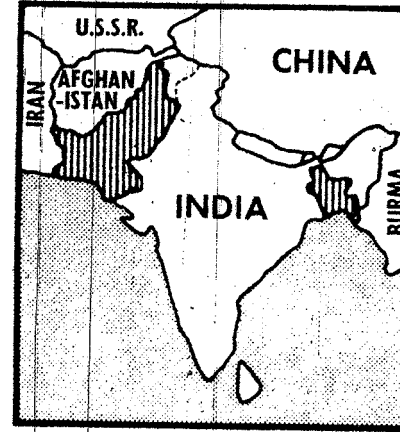 U.S.S.R.
CHINA
AFGHAN
-ISTAN
IRAN
INDIA
BURMA